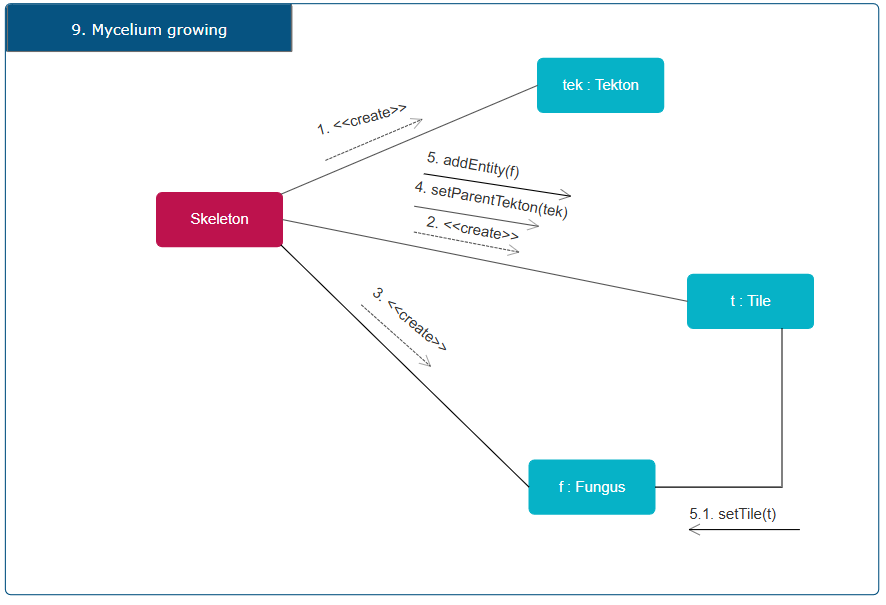 9. Mycelium growing
tek : Tekton
1. <<create>>
5. addEntity(f)
4. setParentTekton(tek)
2. <<create>>
Skeleton
t : Tile
3. <<create>>
f : Fungus
5.1. setTile(t)